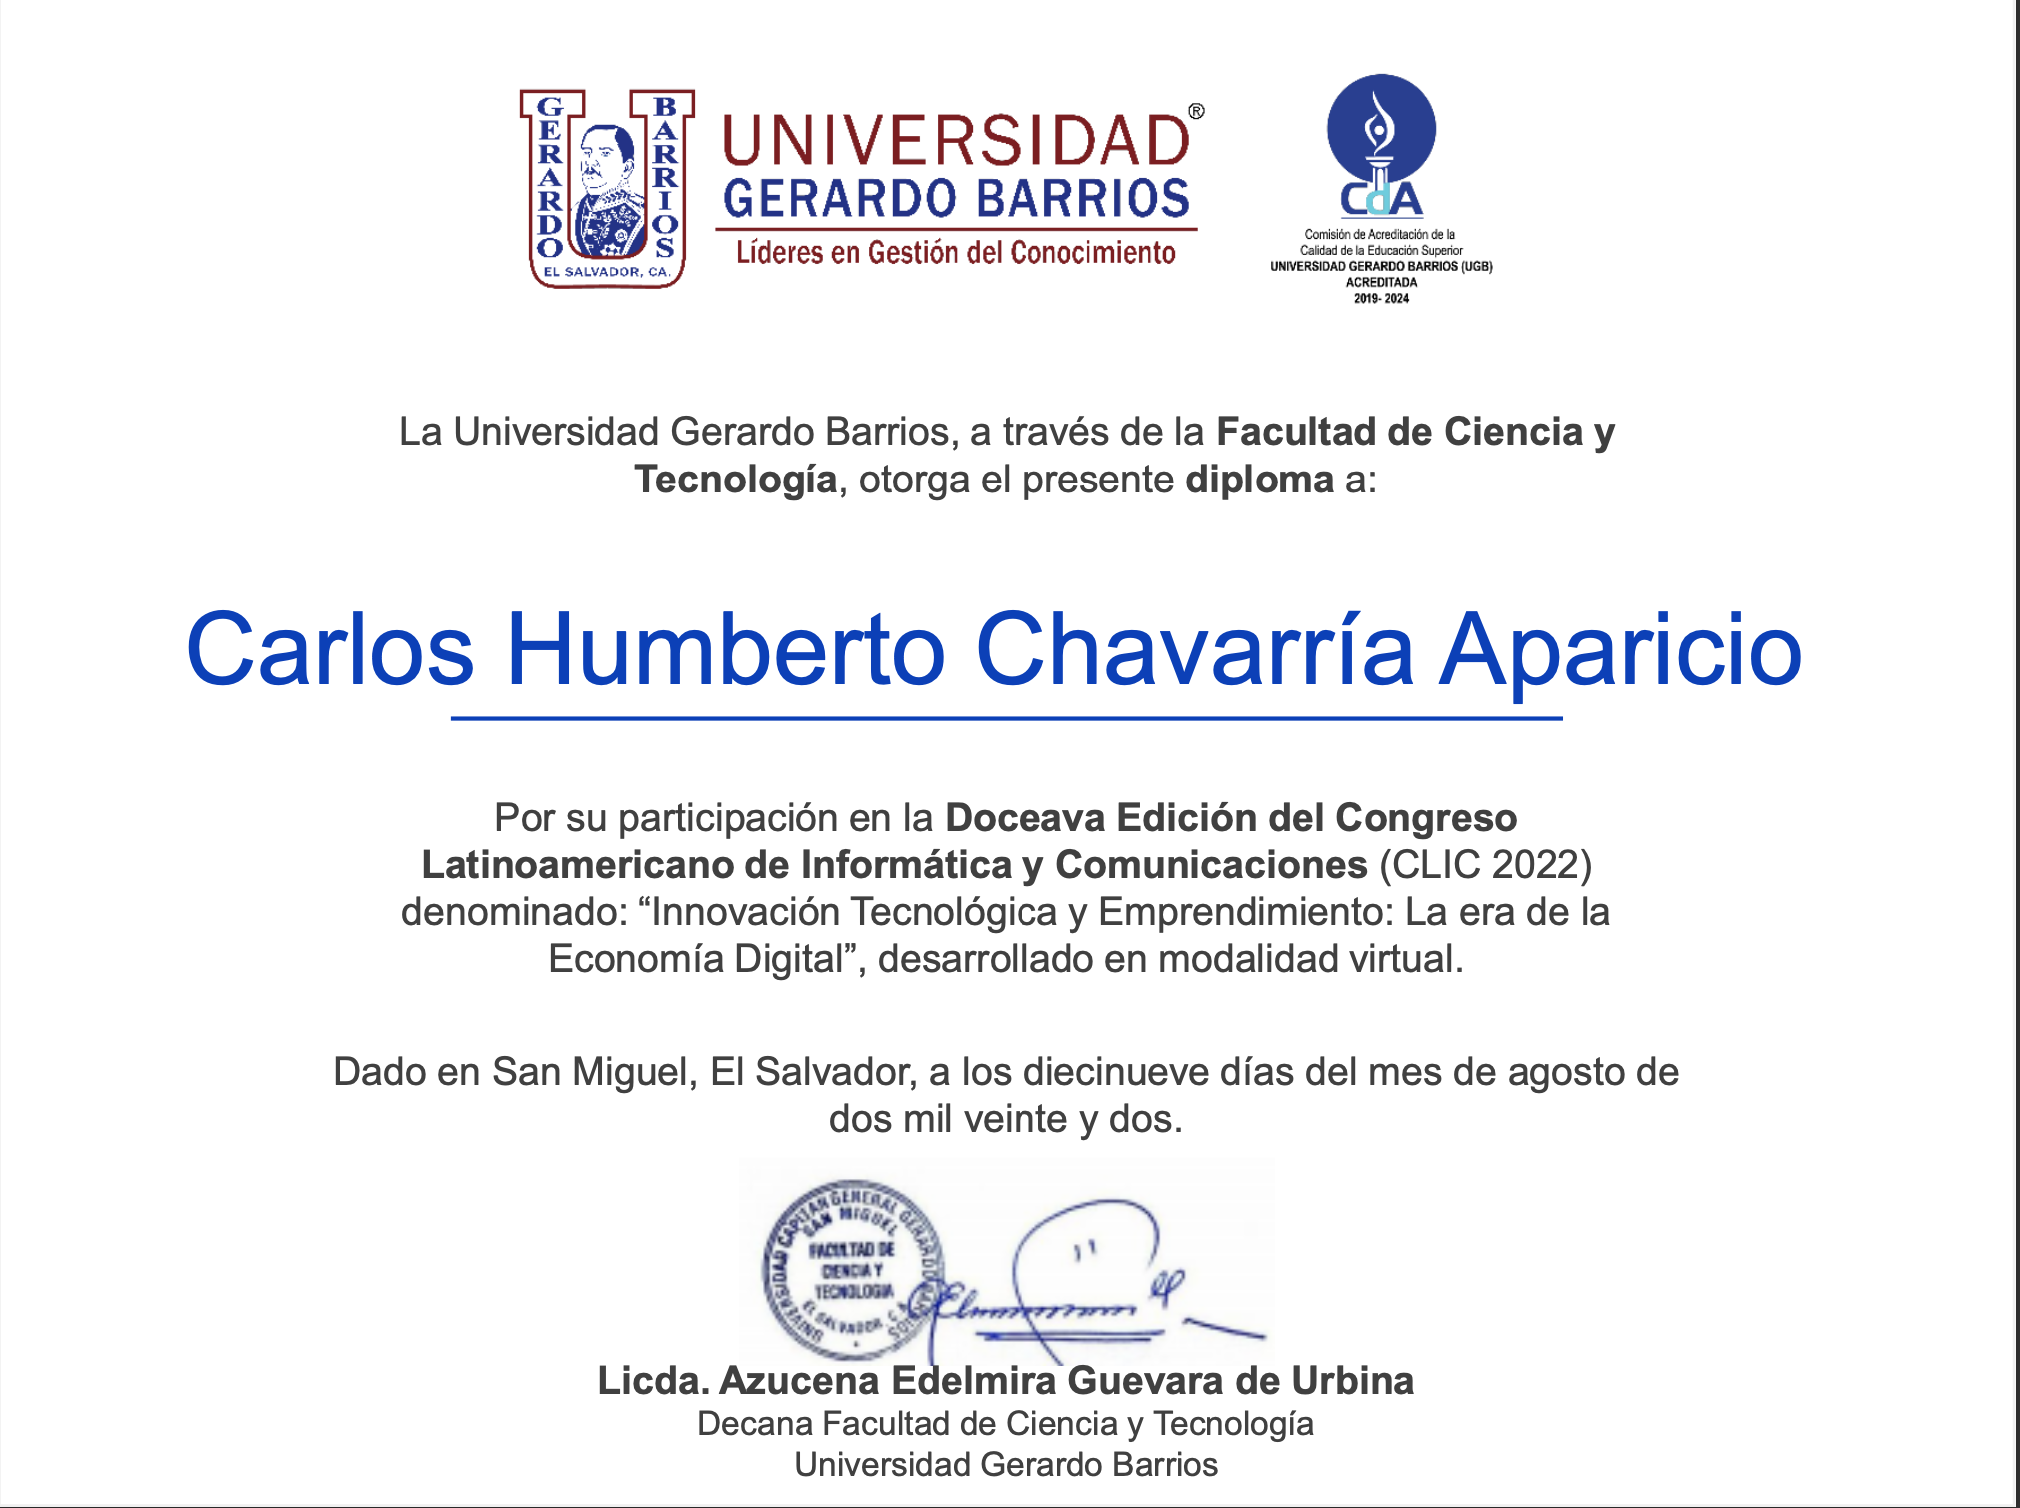 GERARDO
BARRIOS
EL SALVADOR, CA.
UNIVERSIDAD®
GERARDO BARRIOS
Líderes en Gestión del Conocimiento
CdA
Comisión de Acreditación de la
Calidad de la Educación Superior
UNIVERSIDAD GERARDO BARRIOS (UGB)
ACREDITADA
2019- 2024
La Universidad Gerardo Barrios, a través de la Facultad de Ciencia y
Tecnología, otorga el presente diploma a:
Carlos Humberto Chavarría Aparicio
Por su participación en la Doceava Edición del Congreso
Latinoamericano de Informática y Comunicaciones (CLIC 2022)
denominado: “Innovación Tecnológica y Emprendimiento: La era de la
Economía Digital”, desarrollado en modalidad virtual.
Dado en San Miguel, El Salvador, a los diecinueve días del mes de agosto de
dos mil veinte y dos.
UNIVERSIDAD CAPITAN GENERAL GERARDO BARRIOS
SAN MIGUEL
FACULTAD DE
CIENCIA Y
TECNOLOGIA
EL SALVADOR, C.A.
Licda. Azucena Edelmira Guevara de Urbina
Decana Facultad de Ciencia y Tecnología
Universidad Gerardo Barrios